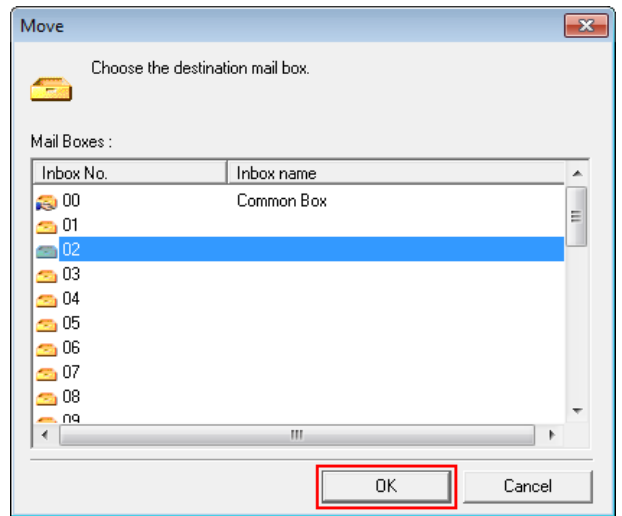 Move
Choose the destination mail box.
Mail Boxes :
Inbox No. Inbox name
00 Common Box
01
02
03
04
05
06
07
08
09
OK Cancel